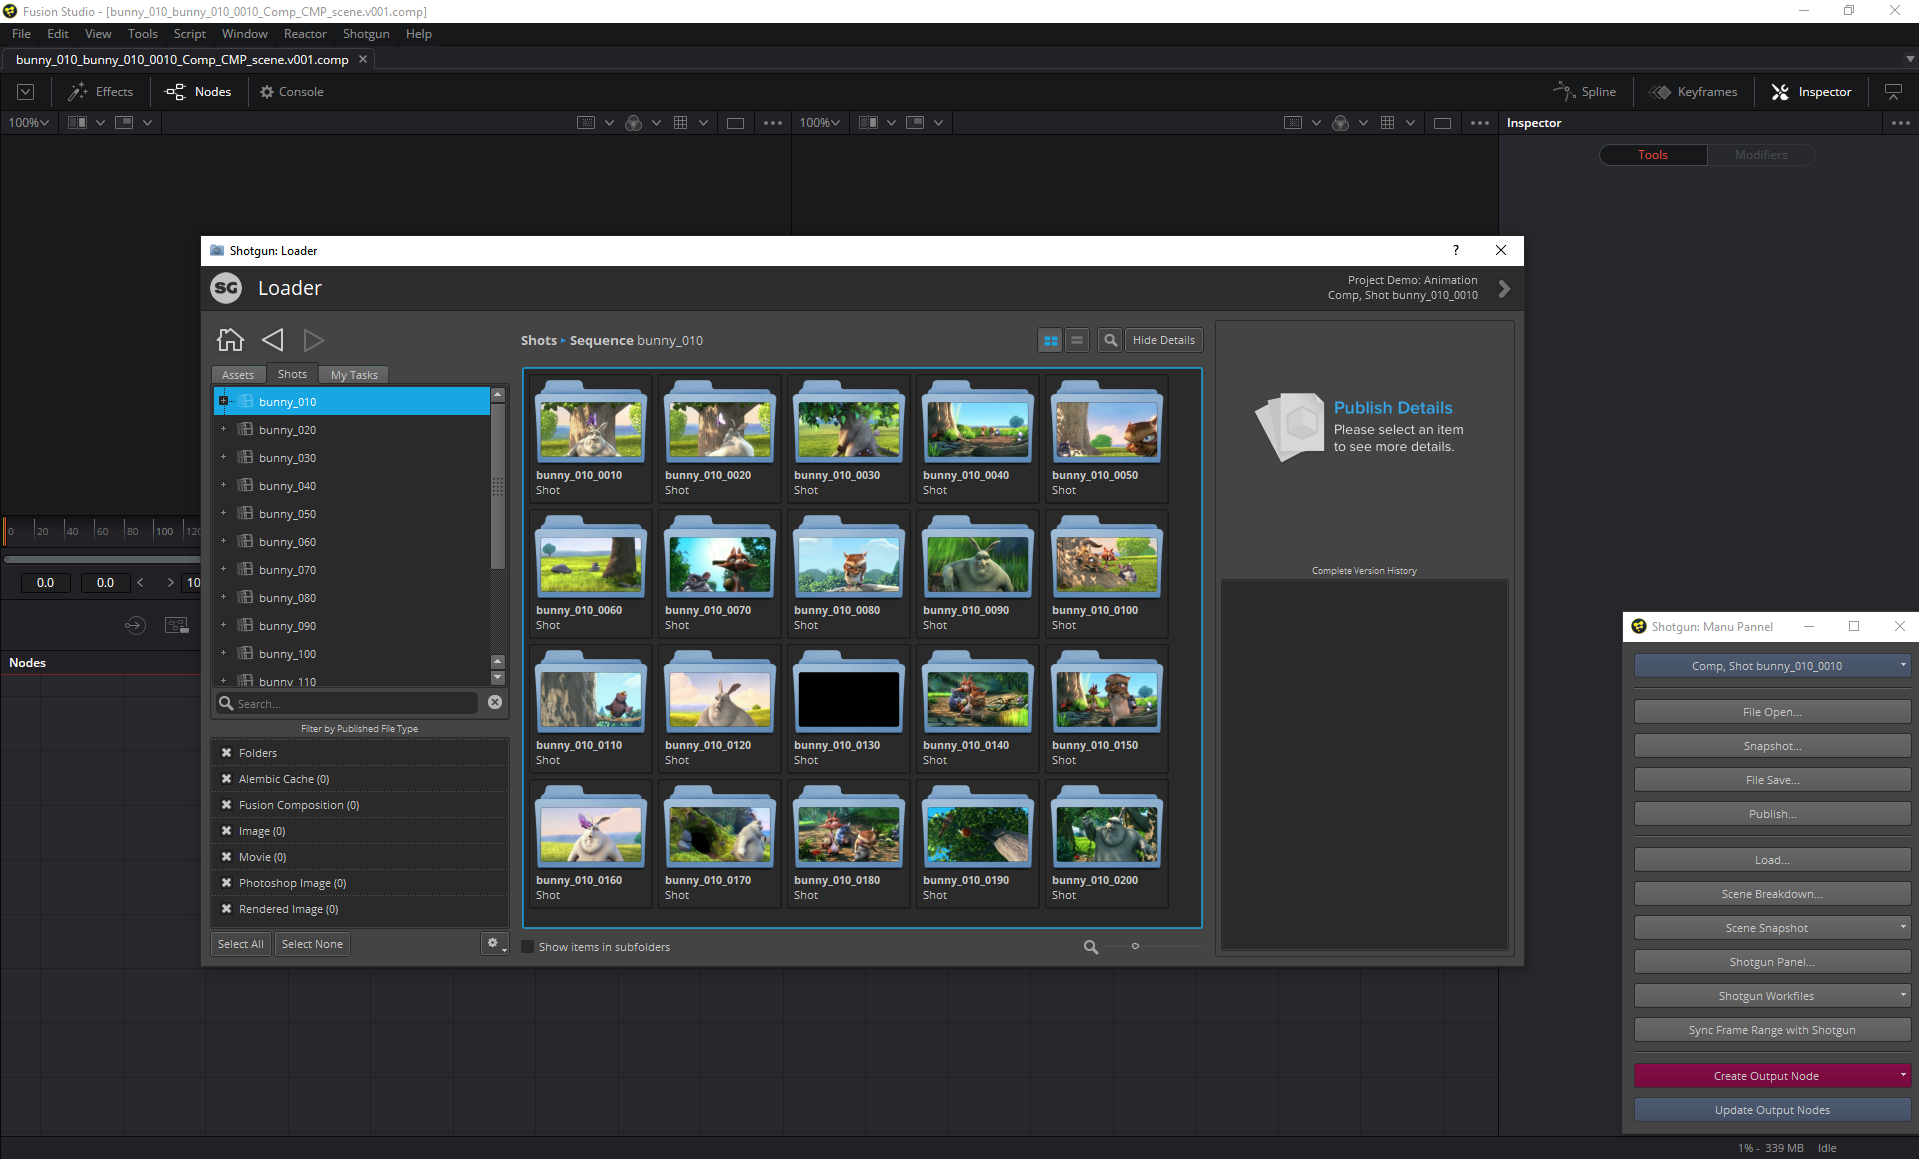 Fusion Studio - [bunny_010_bunny_010_0010_Comp_CMP_scene.v001.comp]
File Edit View Tools Script Window Reactor Shotgun Help
bunny_010_bunny_010_0010_Comp_CMP_scene.v001.comp
Effects Nodes Console Spline Keyframes Inspector
100% 100% Inspector
Tools Modifiers
Shotgun: Loader
SG Loader
Project Demo: Animation
Comp, Shot bunny_010_0010
Shots Sequence bunny_010
Hide Details
Assets Shots My Tasks
bunny_010
bunny_020
bunny_030
bunny_040
bunny_050
bunny_060
bunny_070
bunny_080
bunny_090
bunny_100
bunny_110
Search...
Filter by Published File Type
Folders
Alembic Cache (0)
Fusion Composition (0)
Image (0)
Movie (0)
Photoshop Image (0)
Rendered Image (0)
Select All Select None
bunny_010_0010 bunny_010_0020 bunny_010_0030 bunny_010_0040 bunny_010_0050
Shot Shot Shot Shot Shot
bunny_010_0060 bunny_010_0070 bunny_010_0080 bunny_010_0090 bunny_010_0100
Shot Shot Shot Shot Shot
bunny_010_0110 bunny_010_0120 bunny_010_0130 bunny_010_0140 bunny_010_0150
Shot Shot Shot Shot Shot
bunny_010_0160 bunny_010_0170 bunny_010_0180 bunny_010_0190 bunny_010_0200
Shot Shot Shot Shot Shot
Show items in subfolders
Publish Details
Please select an item
to see more details.
Complete Version History
0 20 40 60 80 100 120
0.0 0.0 10
Nodes
Shotgun: Manu Pannel
Comp, Shot bunny_010_0010
File Open...
Snapshot...
File Save...
Publish...
Load...
Scene Breakdown...
Scene Snapshot
Shotgun Panel...
Shotgun Workfiles
Sync Frame Range with Shotgun
Create Output Node
Update Output Nodes
1% - 339 MB Idle